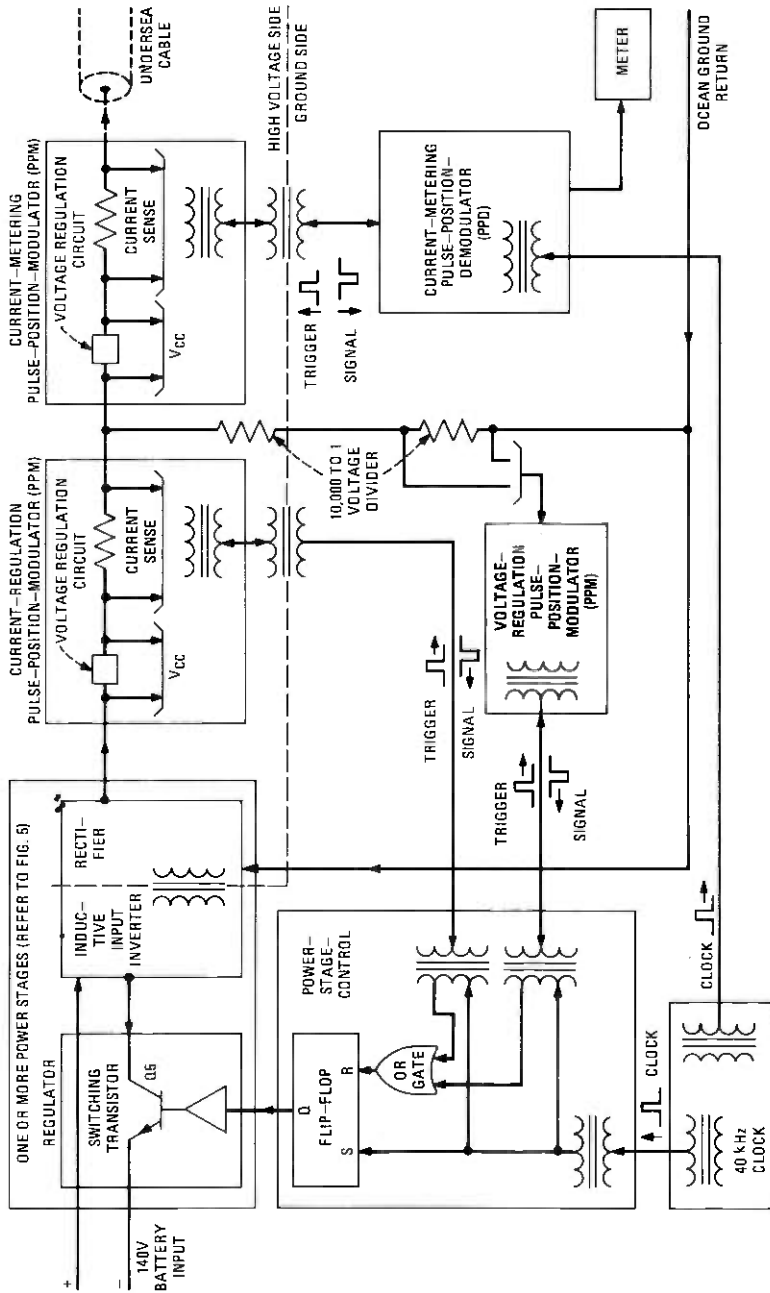 ONE OR MORE POWER STAGES (REFER TO FIG. 5)
REGULATOR
SWITCHING
TRANSISTOR
Q5
INDUC-
TIVE
INPUT
INVERTER
RECTI-
FIER
+
−
140V
BATTERY
INPUT
CURRENT–REGULATION
PULSE–POSITION–MODULATOR (PPM)
VOLTAGE REGULATION
CIRCUIT
VCC
CURRENT
SENSE
CURRENT–METERING
PULSE–POSITION–MODULATOR (PPM)
VOLTAGE REGULATION
CIRCUIT
VCC
CURRENT
SENSE
UNDERSEA
CABLE
HIGH VOLTAGE SIDE
GROUND SIDE
10,000 TO 1
VOLTAGE
DIVIDER
TRIGGER
SIGNAL
POWER–
STAGE–
CONTROL
Q
FLIP–FLOP
S
R
OR
GATE
TRIGGER
SIGNAL
TRIGGER
SIGNAL
VOLTAGE–
REGULATION
PULSE–
POSITION–
MODULATOR
(PPM)
CURRENT–METERING
PULSE–POSITION–
DEMODULATOR
(PPD)
METER
CLOCK
40 kHz
CLOCK
CLOCK
OCEAN GROUND
RETURN